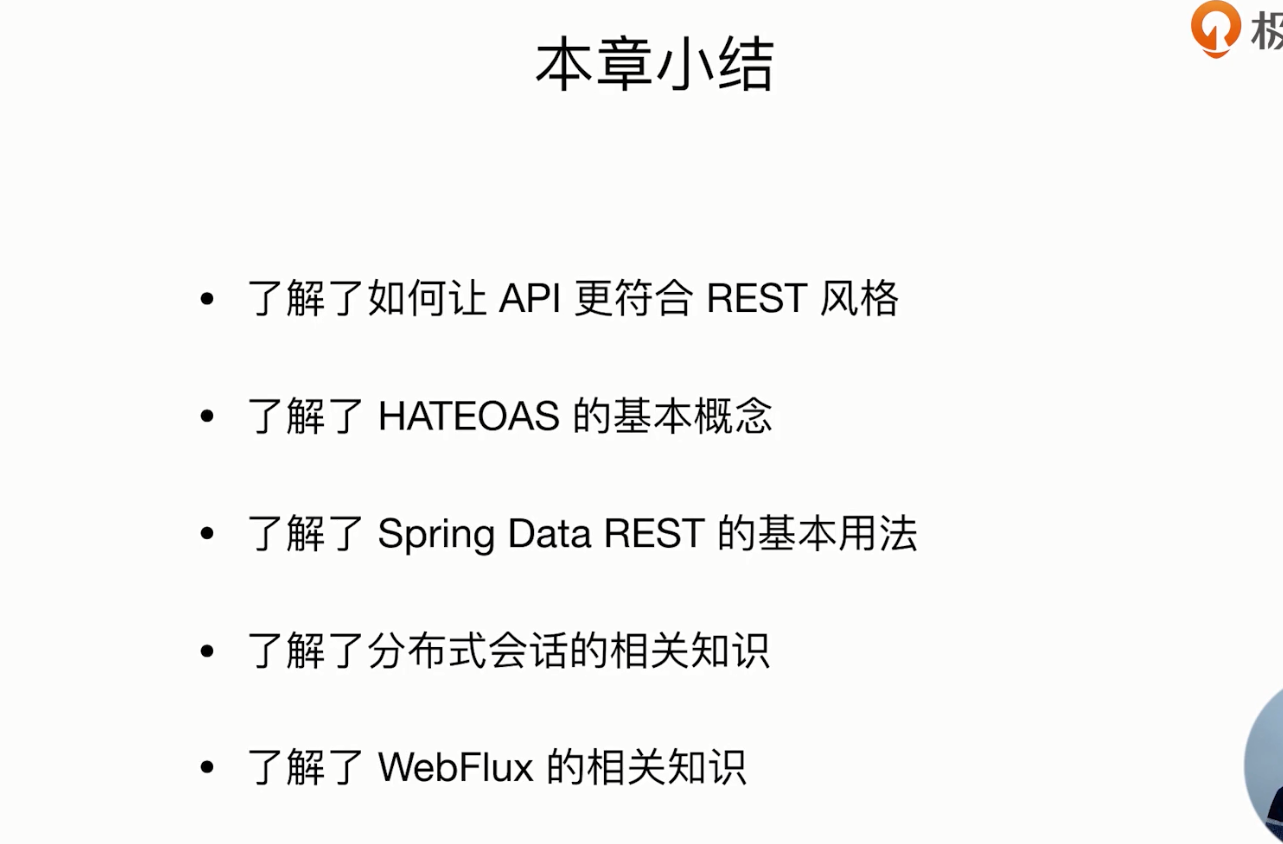 本章小结
• 了解了如何让 API 更符合 REST 风格
• 了解了 HATEOAS 的基本概念
• 了解了 Spring Data REST 的基本用法
• 了解了分布式会话的相关知识
• 了解了 WebFlux 的相关知识